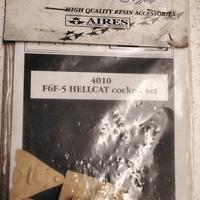 AIRES
HIGH QUALITY RESIN ACCESSORIES
4010
F6F-5 HELLCAT cockpit set